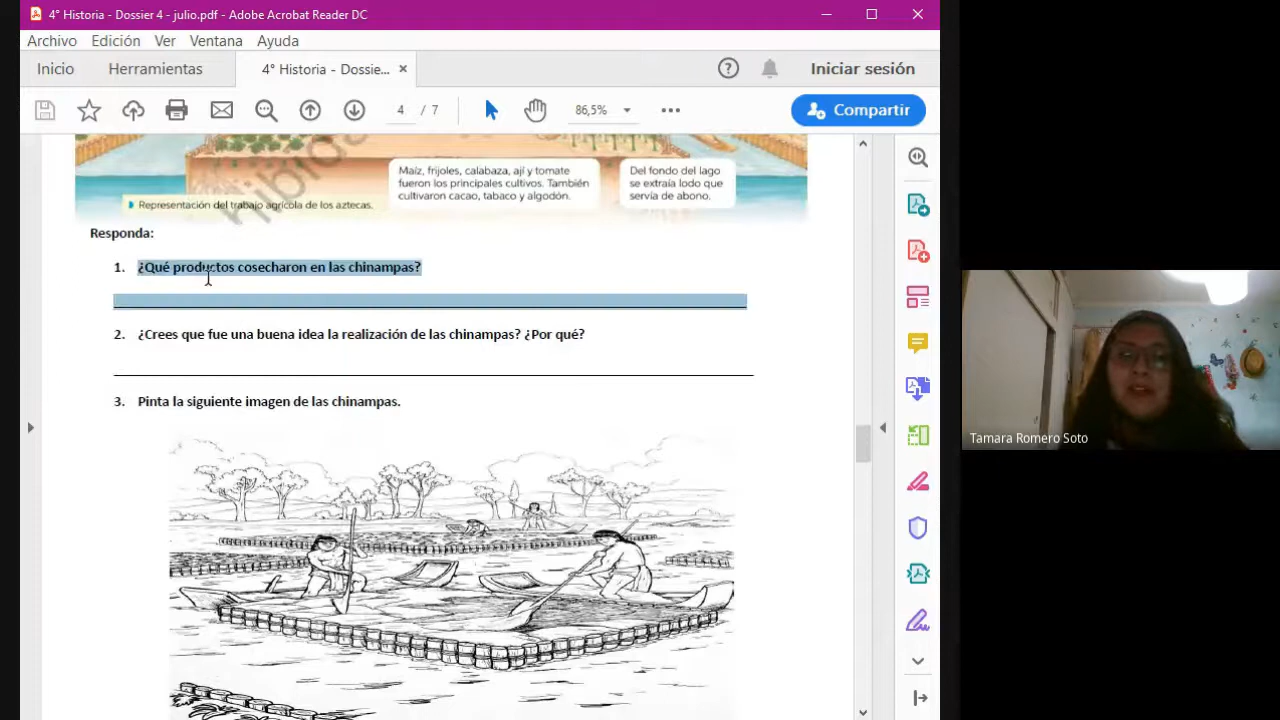 4° Historia - Dossier 4 - julio.pdf - Adobe Acrobat Reader DC
Archivo Edición Ver Ventana Ayuda
Inicio Herramientas 4° Historia - Dossie... × Iniciar sesión
4 / 7 86,5% Compartir
Maíz, frijoles, calabaza, ají y tomate
fueron los principales cultivos. También
cultivaron cacao, tabaco y algodón.
Del fondo del lago
se extraía lodo que
servía de abono.
Representación del trabajo agrícola de los aztecas.
Responda:
1. ¿Qué productos cosecharon en las chinampas?
2. ¿Crees que fue una buena idea la realización de las chinampas? ¿Por qué?
3. Pinta la siguiente imagen de las chinampas.
Tamara Romero Soto